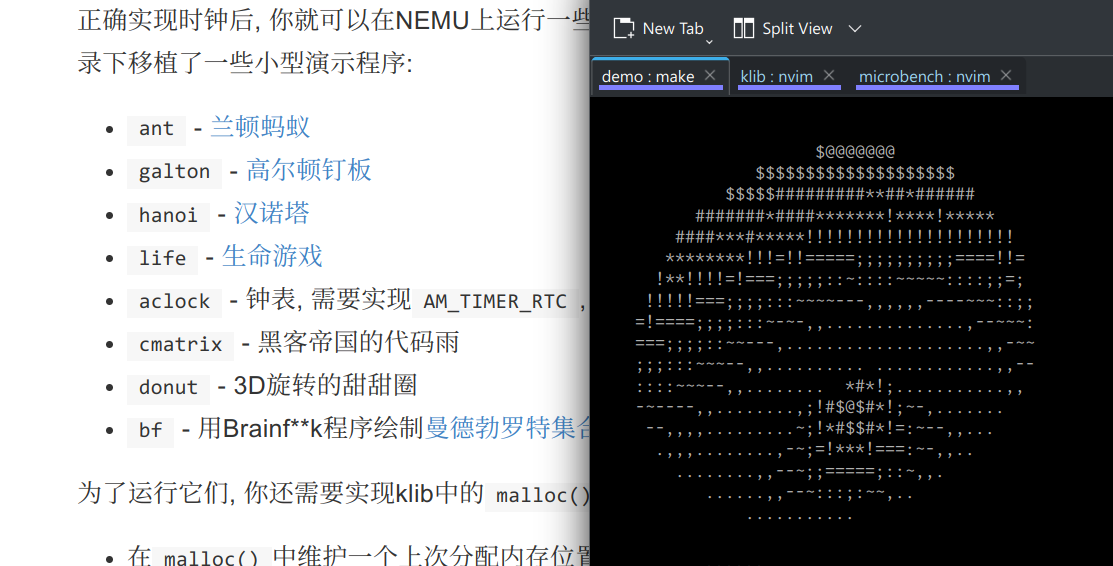 正确实现时钟后, 你就可以在NEMU上运行一些
录下移植了一些小型演示程序:
ant - 兰顿蚂蚁
galton - 高尔顿钉板
hanoi - 汉诺塔
life - 生命游戏
aclock - 钟表, 需要实现 AM_TIMER_RTC ,
cmatrix - 黑客帝国的代码雨
donut - 3D旋转的甜甜圈
bf - 用Brainf**k程序绘制曼德勃罗特集合
为了运行它们, 你还需要实现klib中的 malloc()
在 malloc() 中维护一个上次分配内存位置
New Tab
Split View
demo : make
klib : nvim
microbench : nvim
$@@@@@@@
$$$$$$$$$$$$$$$$$$$$
$$$$$#########**##*######
#######*####*******!****!*****
####***#*****!!!!!!!!!!!!!!!!!!!!!
********!!!=!!=====;;;;;;;;;;====!!=
!**!!!!=!===;;;;;::~::::~~~~~::::;;=;
!!!!!===;;;;:::~~~~---,,,,,,----~~~::;;
=!====;;;;:::~-~-,,..............,--~~~:
===;;;;::~~----,....................,,-~~
;;;:::~~~--,,.......... ............,,--
::::~~~--,,........ *#*!;...........,,
-~----,,........,;!#$@$#*!;~-,.......
--,,,,.........~;!*#$$#*!=:~--,,...
.,,,........,-~;=!***!===:~-,,..
........,,--~;;=====;::~,,.
......,,--~:::;:~~,..
...........